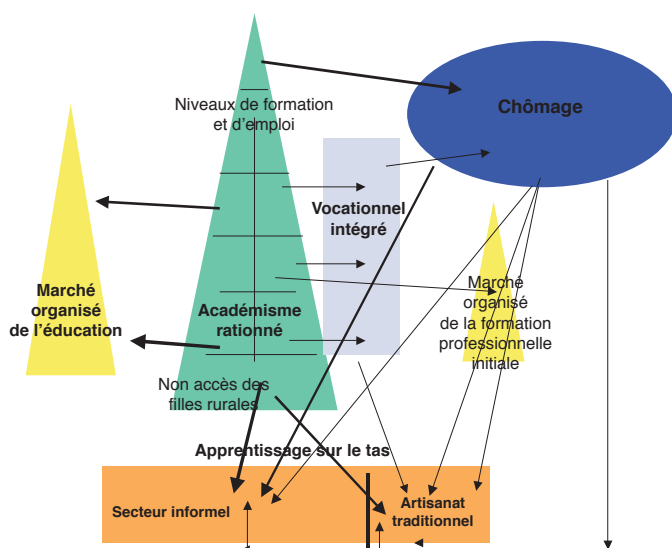 Niveaux de formation
et d'emploi
Chômage
Vocationnel
intégré
Marché
organisé
de l'éducation
Académisme
rationné
Marché
organisé
de la formation
professionnelle
initiale
Non accès des
filles rurales
Apprentissage sur le tas
Secteur informel
Artisanat
traditionnel